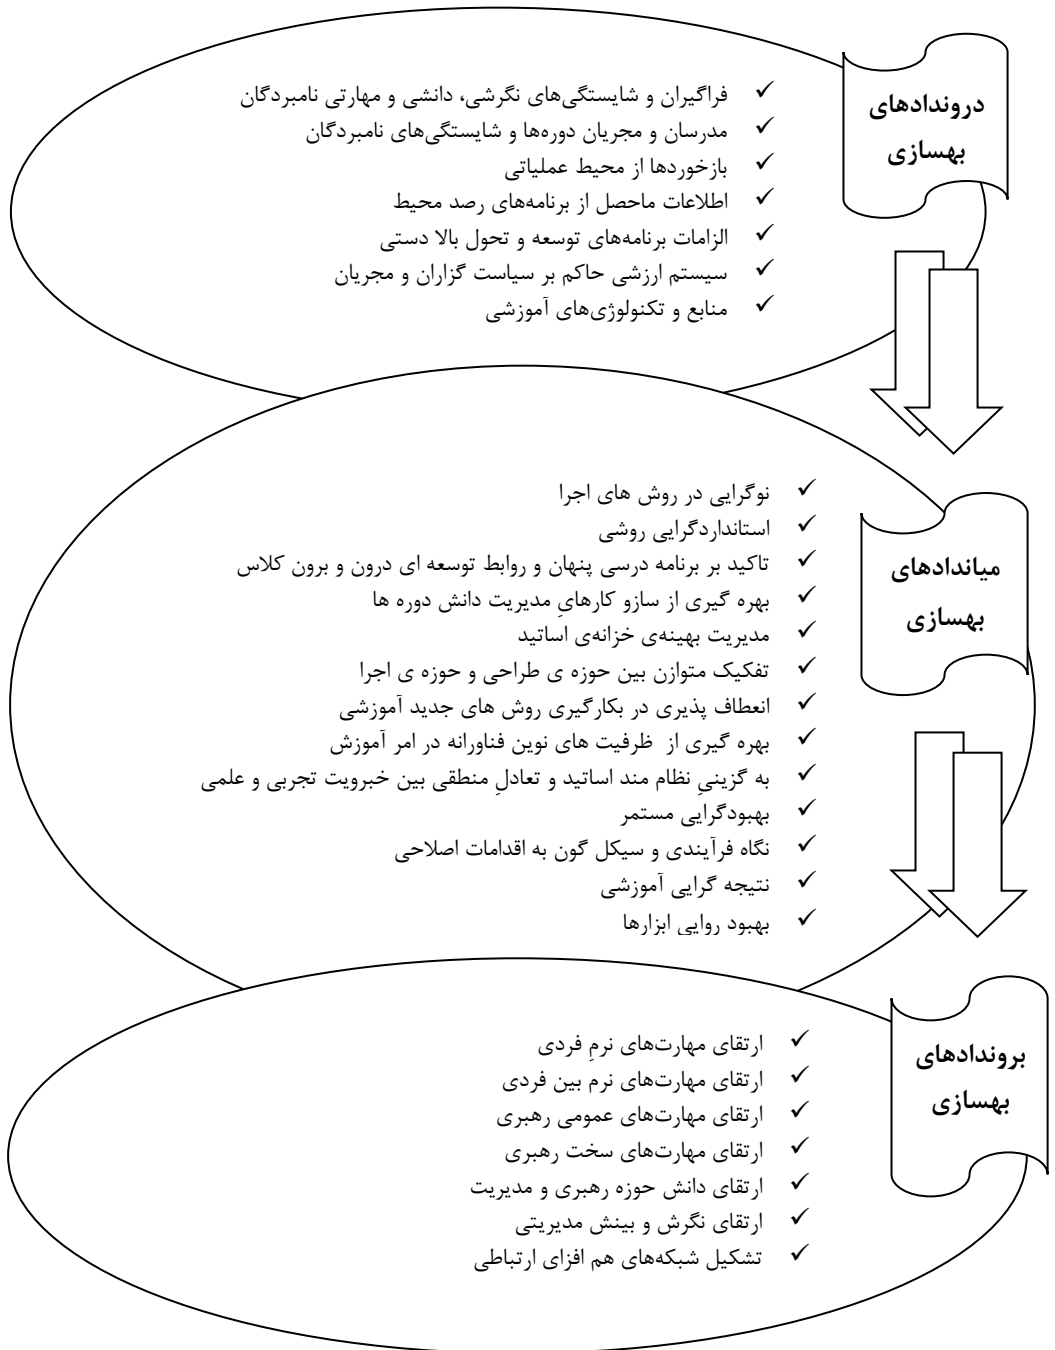 دروندادهای
بهسازی
✓ فراگیران و شایستگی‌های نگرشی، دانشی و مهارتی نامبردگان
✓ مدرسان و مجریان دوره‌ها و شایستگی‌های نامبردگان
✓ بازخوردها از محیط عملیاتی
✓ اطلاعات ماحصل از برنامه‌های رصد محیط
✓ الزامات برنامه‌های توسعه و تحول بالا دستی
✓ سیستم ارزشی حاکم بر سیاست گزاران و مجریان
✓ منابع و تکنولوژی‌های آموزشی
میاندادهای
بهسازی
✓ نوگرایی در روش های اجرا
✓ استانداردگرایی روشی
✓ تاکید بر برنامه درسی پنهان و روابط توسعه ای درون و برون کلاس
✓ بهره گیری از سازو کارهایِ مدیریت دانش دوره ها
✓ مدیریت بهینه‌ی خزانه‌ی اساتید
✓ تفکیک متوازن بین حوزه ی طراحی و حوزه ی اجرا
✓ انعطاف پذیری در بکارگیری روش های جدید آموزشی
✓ بهره گیری از ظرفیت های نوین فناورانه در امر آموزش
✓ به گزینیِ نظام مند اساتید و تعادلِ منطقی بین خبرویت تجربی و علمی
✓ بهبودگرایی مستمر
✓ نگاه فرآیندی و سیکل گون به اقدامات اصلاحی
✓ نتیجه گرایی آموزشی
✓ بهبود روایی ابزارها
بروندادهای
بهسازی
✓ ارتقای مهارت‌های نرمِ فردی
✓ ارتقای مهارت‌های نرم بین فردی
✓ ارتقای مهارت‌های عمومی رهبری
✓ ارتقای مهارت‌های سخت رهبری
✓ ارتقای دانش حوزه رهبری و مدیریت
✓ ارتقای نگرش و بینش مدیریتی
✓ تشکیل شبکه‌های هم افزای ارتباطی